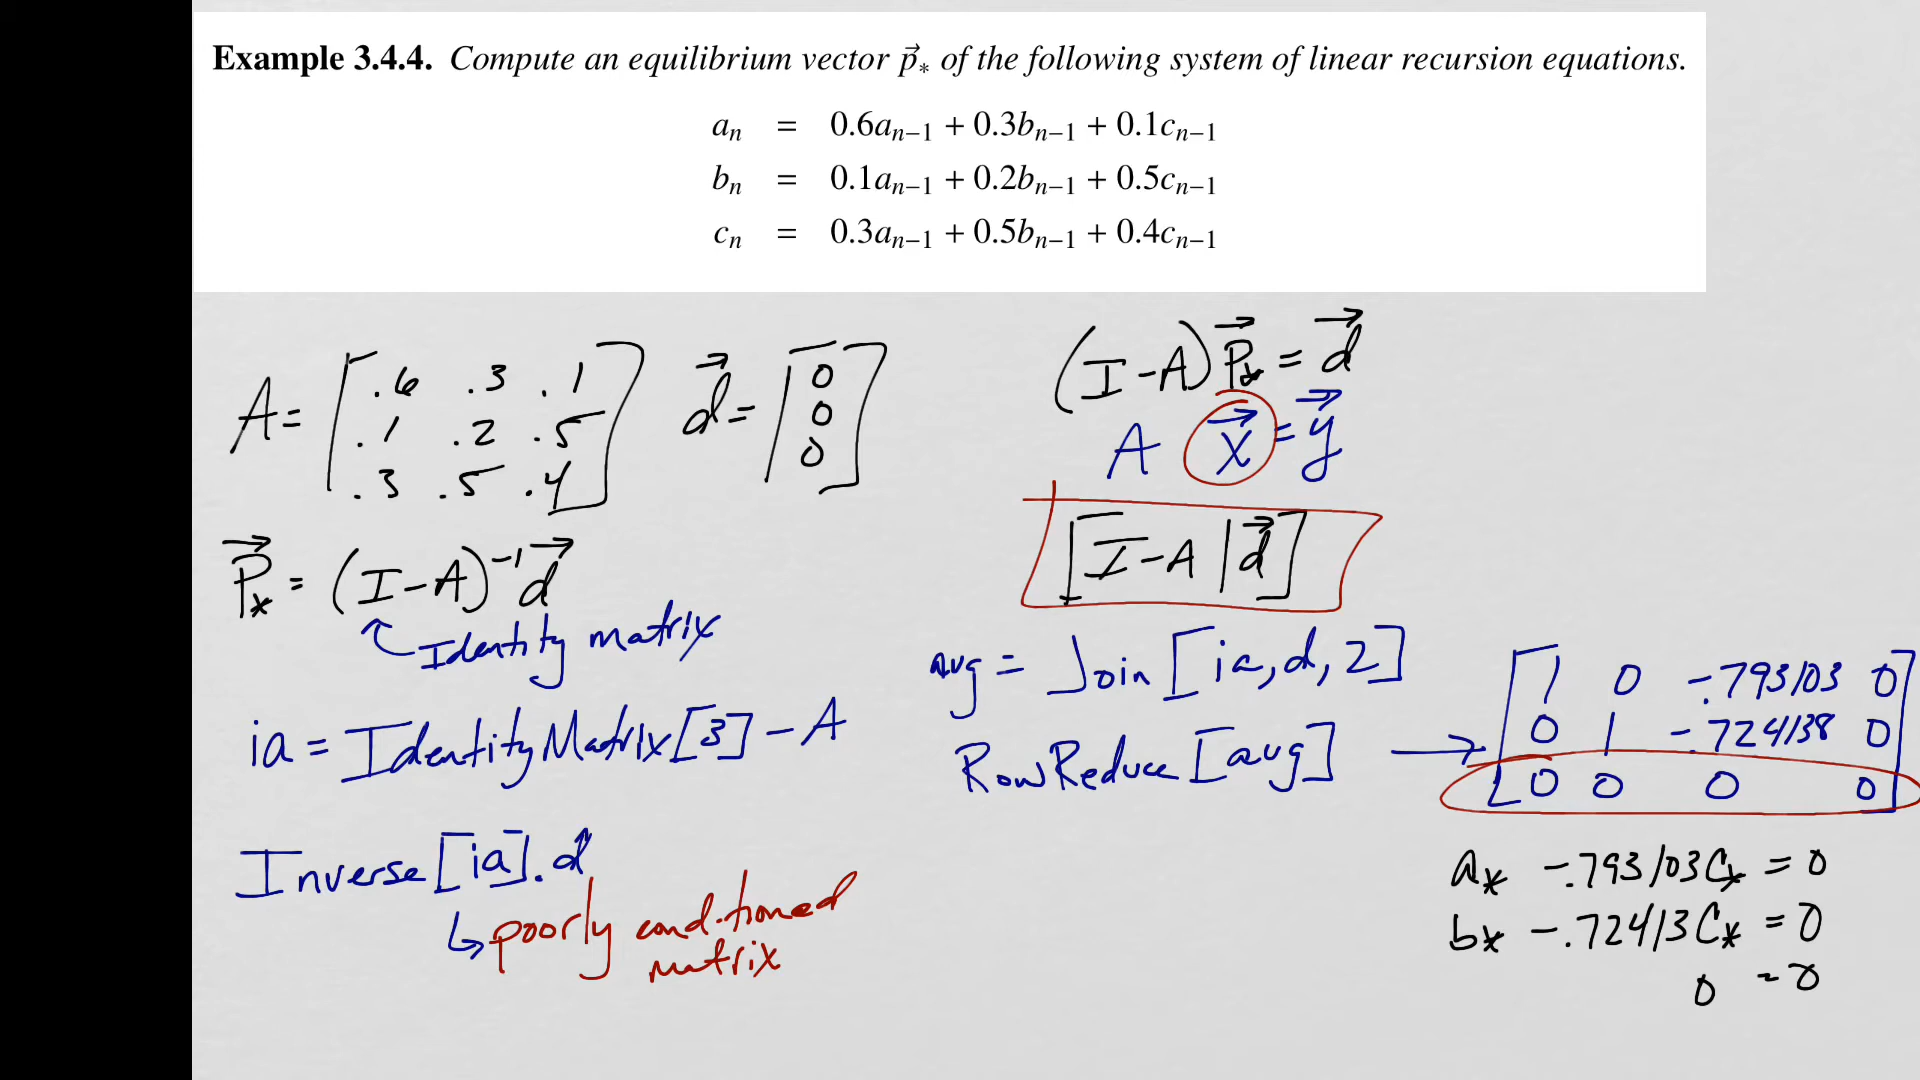 Example 3.4.4. Compute an equilibrium vector p⃗* of the following system of linear recursion equations.
aₙ = 0.6aₙ₋₁ + 0.3bₙ₋₁ + 0.1cₙ₋₁
bₙ = 0.1aₙ₋₁ + 0.2bₙ₋₁ + 0.5cₙ₋₁
cₙ = 0.3aₙ₋₁ + 0.5bₙ₋₁ + 0.4cₙ₋₁
A = [.6 .3 .1
.1 .2 .5
.3 .5 .4]
d⃗ = [0
0
0]
P⃗* = (I-A)⁻¹d⃗
Identity matrix
ia = IdentityMatrix[3] - A
Inverse[ia].d
↳ poorly conditioned
matrix
(I-A)P⃗* = d⃗
A x⃗ = y⃗
[I-A | d⃗]
aug = Join[ia,d,2]
RowReduce[aug] →
[1 0 -.793103 0
0 1 -.724138 0
0 0 0 0]
a* -.793103C* = 0
b* -.72413C* = 0
0 = 0